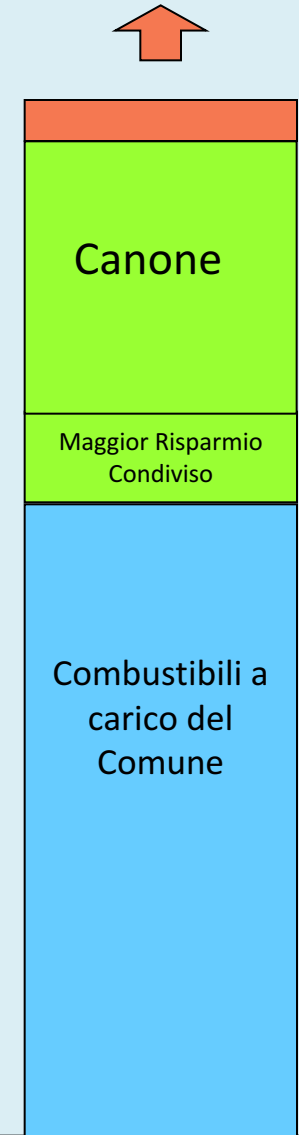 Canone
Maggior Risparmio
Condiviso
Combustibili a
carico del
Comune